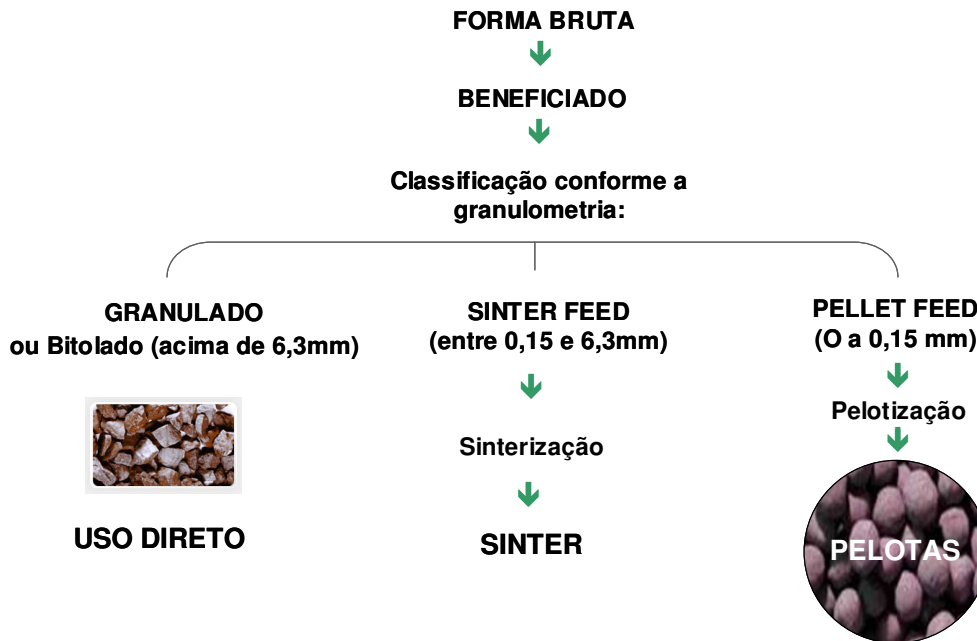 FORMA BRUTA
BENEFICIADO
Classificação conforme a
granulometria:
GRANULADO
ou Bitolado (acima de 6,3mm)
USO DIRETO
SINTER FEED
(entre 0,15 e 6,3mm)
Sinterização
SINTER
PELLET FEED
(O a 0,15 mm)
Pelotização
PELOTAS